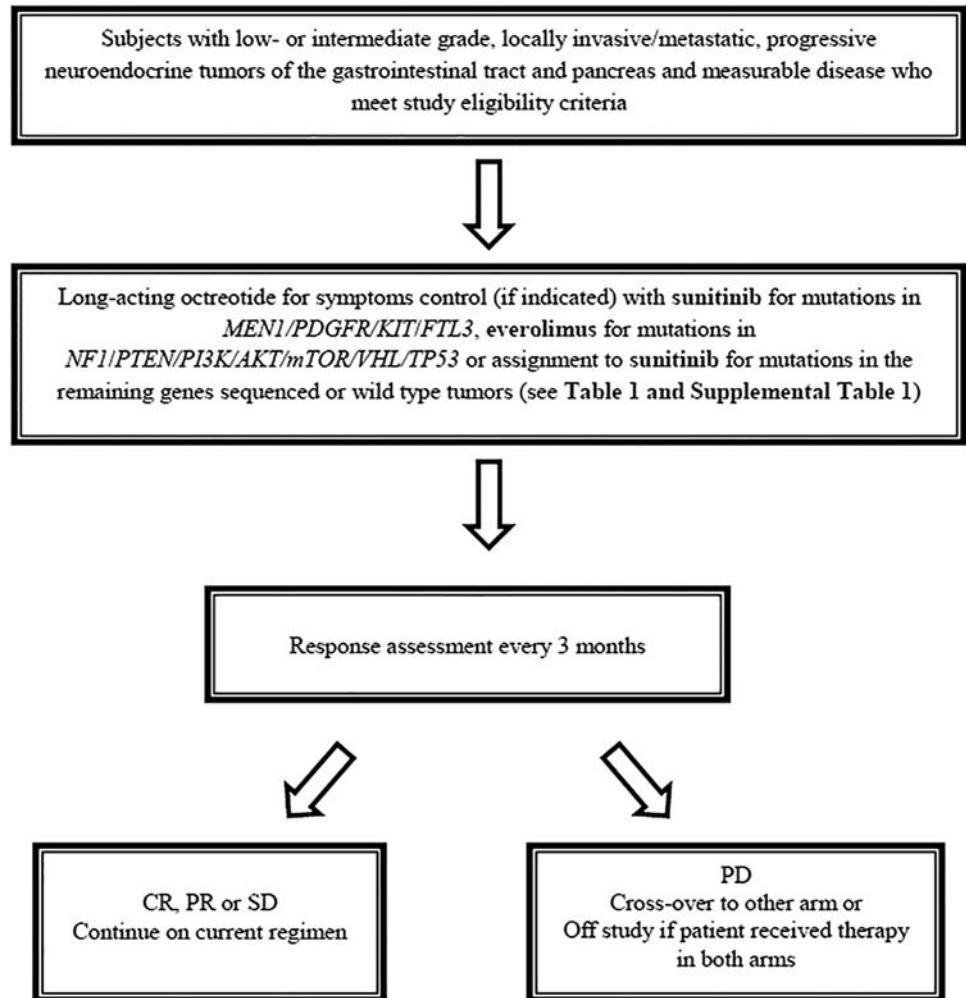 Subjects with low- or intermediate grade, locally invasive/metastatic, progressive
neuroendocrine tumors of the gastrointestinal tract and pancreas and measurable disease who
meet study eligibility criteria
Long-acting octreotide for symptoms control (if indicated) with sunitinib for mutations in
MEN1/PDGFR/KIT/FTL3, everolimus for mutations in
NF1/PTEN/PI3K/AKT/mTOR/VHL/TP53 or assignment to sunitinib for mutations in the
remaining genes sequenced or wild type tumors (see Table 1 and Supplemental Table 1)
Response assessment every 3 months
CR, PR or SD
Continue on current regimen
PD
Cross-over to other arm or
Off study if patient received therapy
in both arms